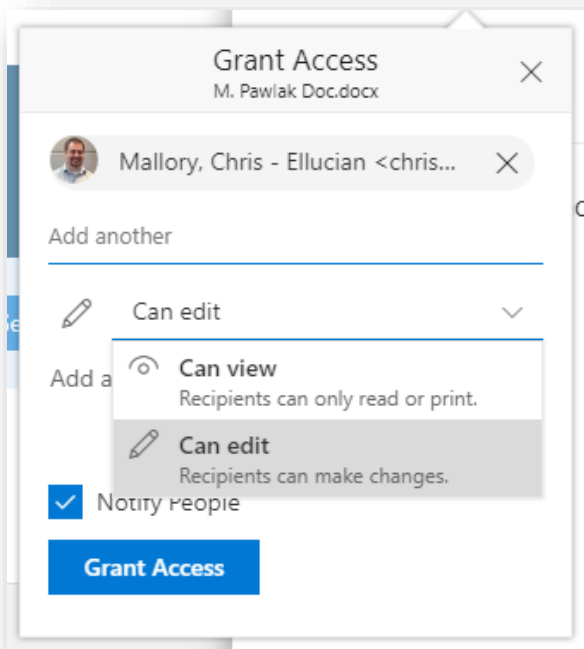 Grant Access
M. Pawlak Doc.docx
Mallory, Chris - Ellucian <chris...
Add another
Can edit
Can view
Recipients can only read or print.
Add a
Can edit
Recipients can make changes.
Notify People
Grant Access